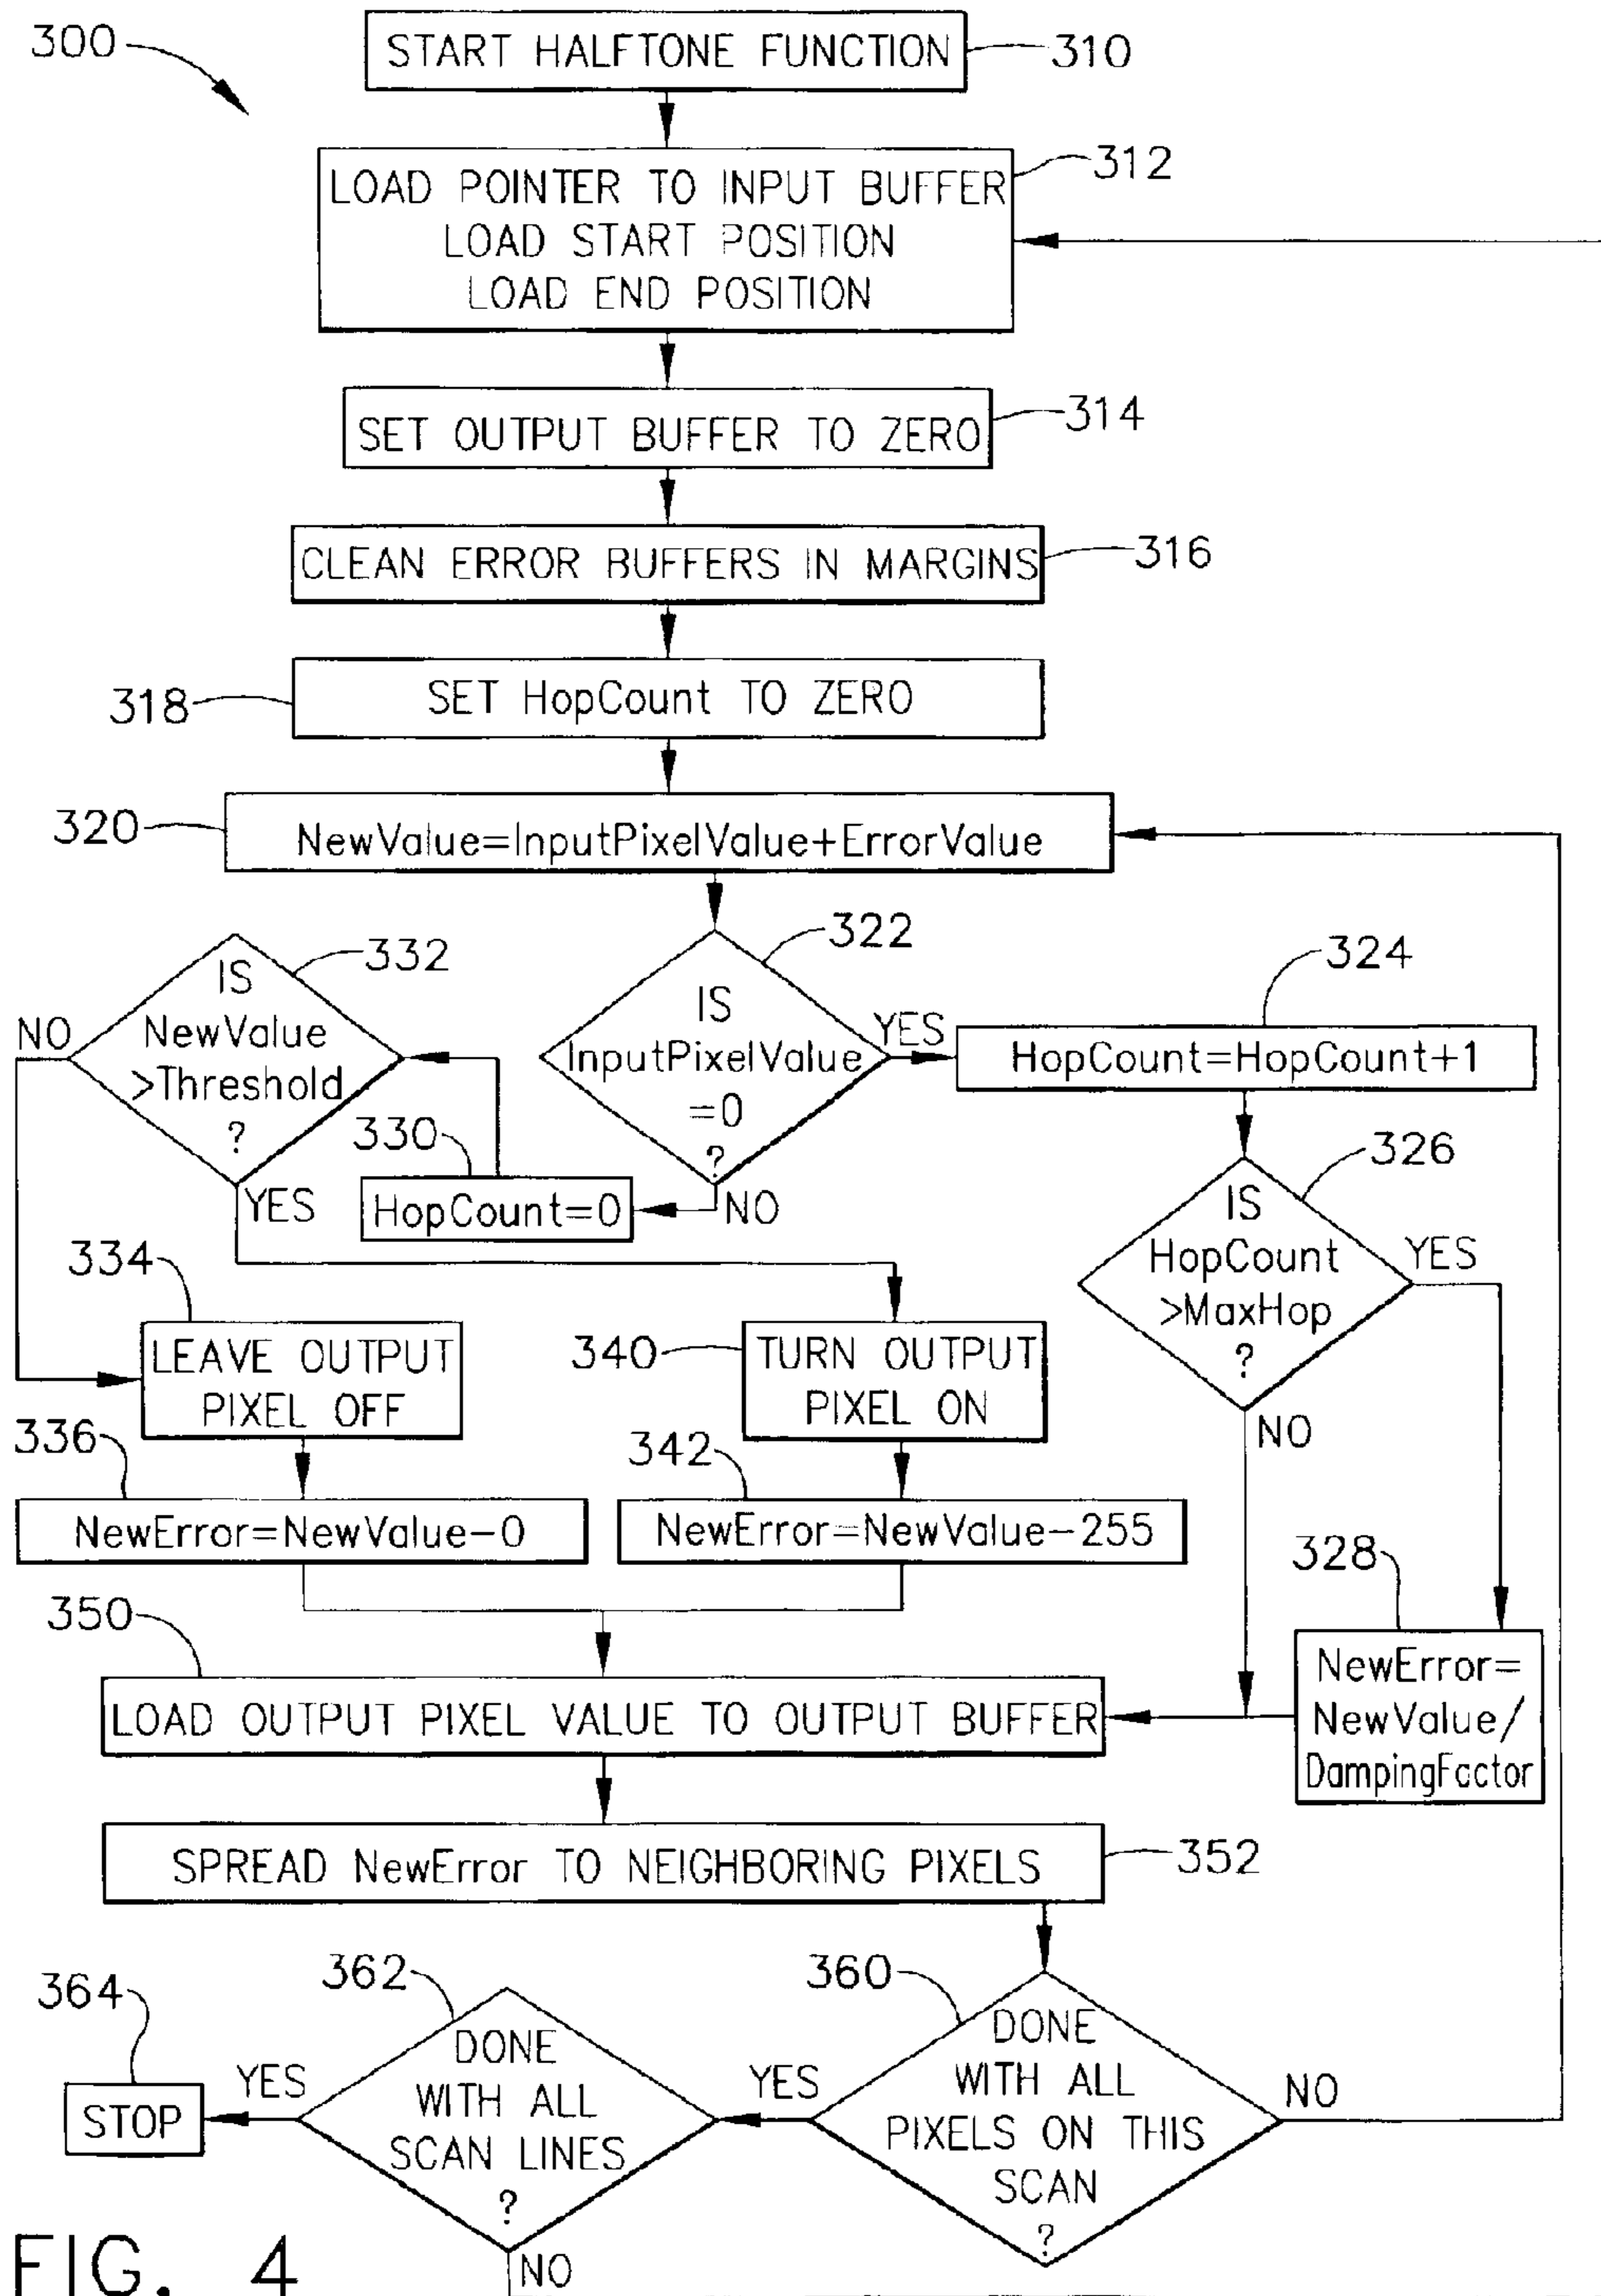 300
START HALFTONE FUNCTION
310
LOAD POINTER TO INPUT BUFFER
LOAD START POSITION
LOAD END POSITION
312
SET OUTPUT BUFFER TO ZERO
314
CLEAN ERROR BUFFERS IN MARGINS
316
318
SET HopCount TO ZERO
320
NewValue=InputPixelValue+ErrorValue
332
IS
NewValue
>Threshold
?
NO
YES
322
IS
InputPixelValue
=0
?
YES
NO
324
HopCount=HopCount+1
330
HopCount=0
326
IS
HopCount
>MaxHop
?
YES
NO
334
LEAVE OUTPUT
PIXEL OFF
340
TURN OUTPUT
PIXEL ON
336
NewError=NewValue-0
342
NewError=NewValue-255
328
NewError=
NewValue/
DampingFactor
350
LOAD OUTPUT PIXEL VALUE TO OUTPUT BUFFER
SPREAD NewError TO NEIGHBORING PIXELS
352
364
STOP
YES
362
DONE
WITH ALL
SCAN LINES
?
NO
YES
360
DONE
WITH ALL
PIXELS ON THIS
SCAN
?
NO
FIG. 4